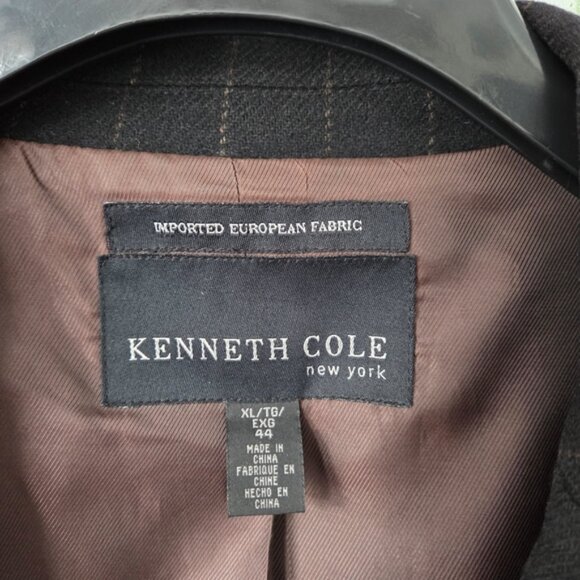 IMPORTED EUROPEAN FABRIC
KENNETH COLE
new york
XL/TG/
EXG
44
MADE IN
CHINA
FABRIQUE EN
CHINE
HECHO EN
CHINA